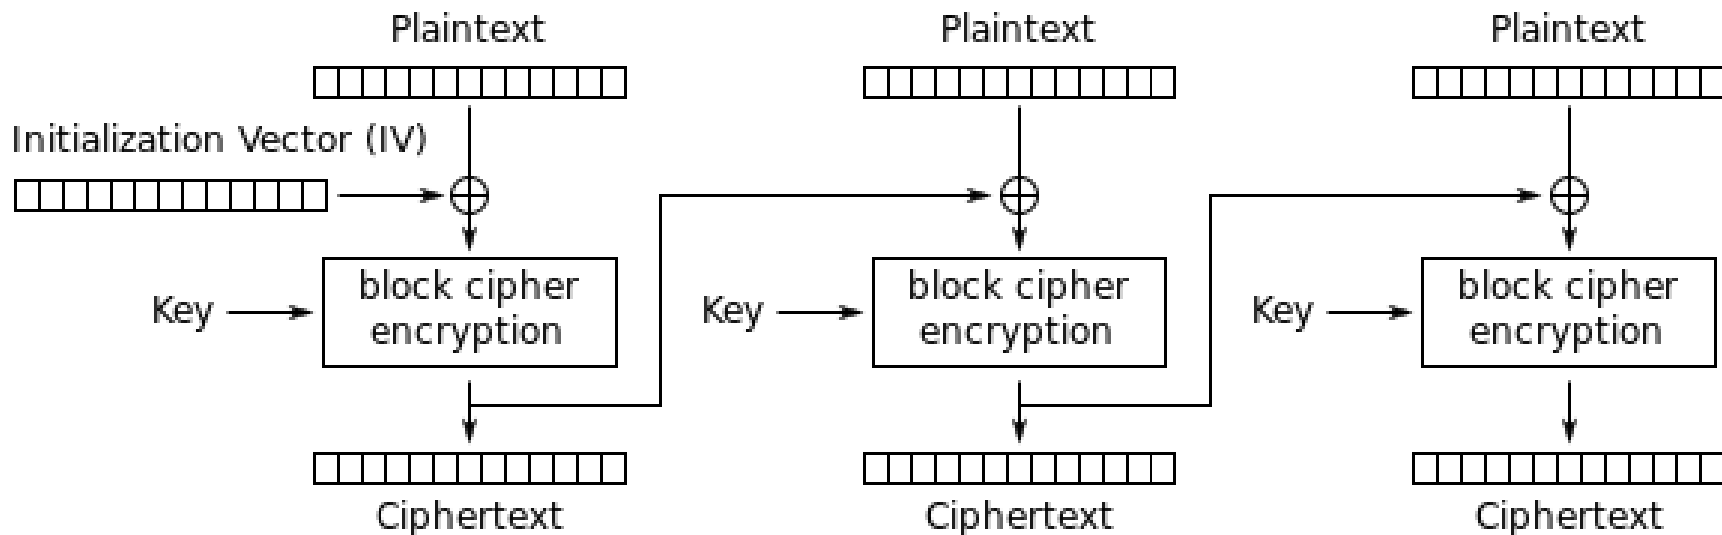 Plaintext
Plaintext
Plaintext
Initialization Vector (IV)
Key
block cipher
encryption
Key
block cipher
encryption
Key
block cipher
encryption
Ciphertext
Ciphertext
Ciphertext